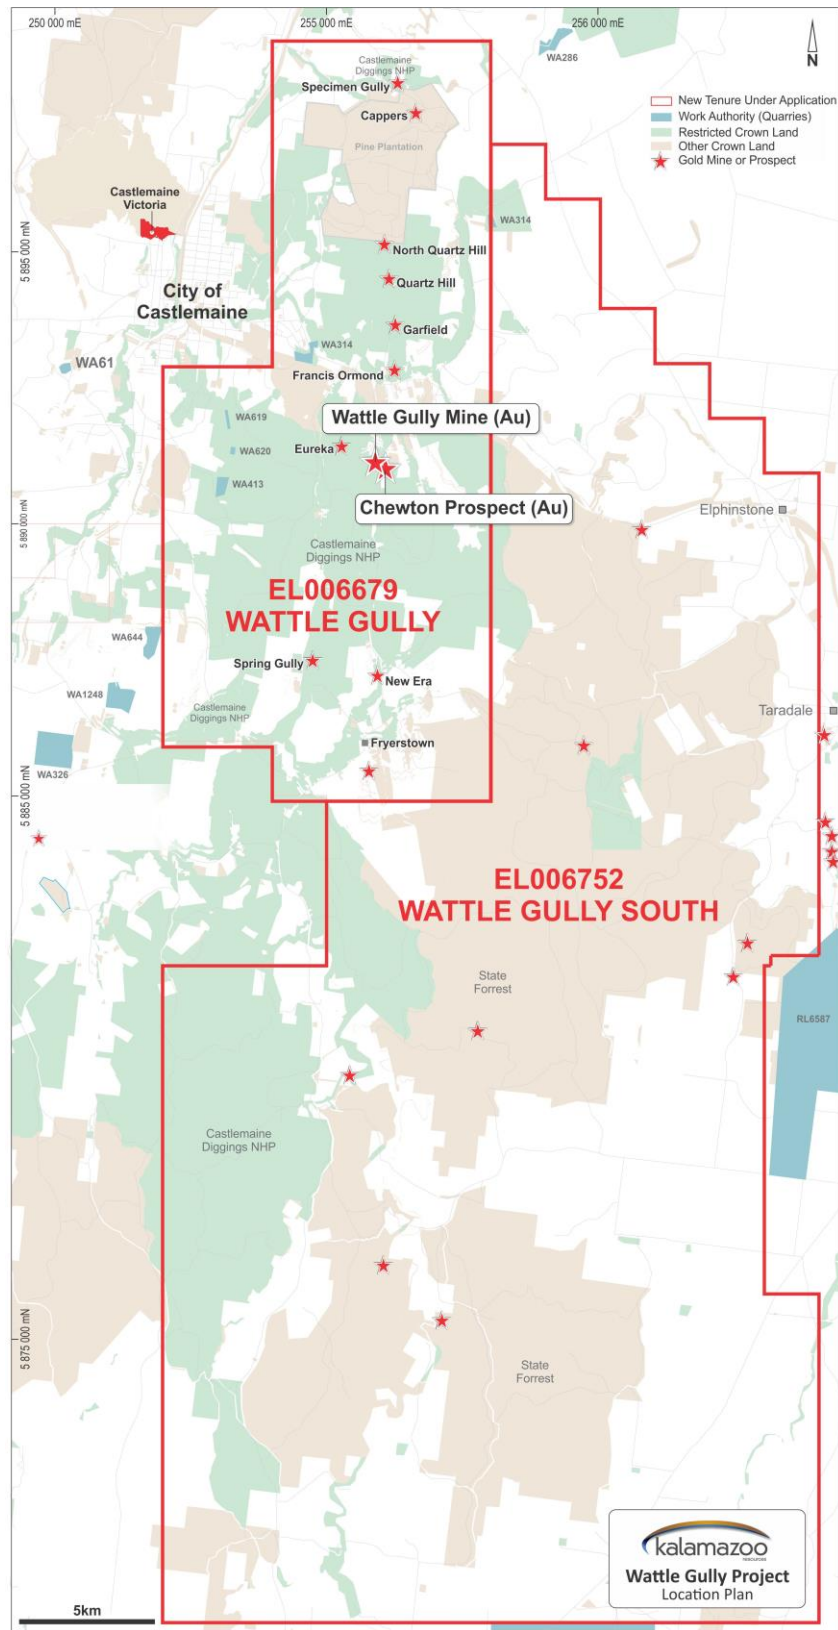 250 000 mE
255 000 mE
256 000 mE
WA286
N
Castlemaine
Diggings NHP
Specimen Gully
Cappers
Pine Plantation
New Tenure Under Application
Work Authority (Quarries)
Restricted Crown Land
Other Crown Land
Gold Mine or Prospect
Castlemaine
Victoria
WA314
5 895 000 mN
North Quartz Hill
City of
Castlemaine
Quartz Hill
Garfield
WA314
WA61
Francis Ormond
Wattle Gully Mine (Au)
WA619
Eureka
WA620
WA413
Chewton Prospect (Au)
Elphinstone
5 890 000 mN
Castlemaine
Diggings NHP
EL006679
WATTLE GULLY
WA644
Spring Gully
New Era
WA1248
Castlemaine
Diggings NHP
Taradale
Fryerstown
WA326
5 885 000 mN
EL006752
WATTLE GULLY SOUTH
State
Forrest
RL6587
Castlemaine
Diggings NHP
5 875 000 mN
State
Forrest
kalamazoo
resources
Wattle Gully Project
Location Plan
5km